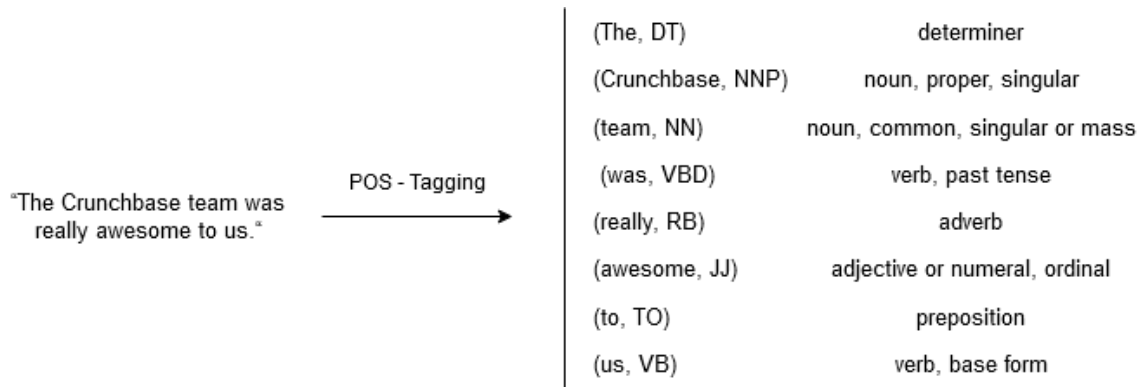 “The Crunchbase team was
really awesome to us.“
POS - Tagging
(The, DT) determiner
(Crunchbase, NNP) noun, proper, singular
(team, NN) noun, common, singular or mass
(was, VBD) verb, past tense
(really, RB) adverb
(awesome, JJ) adjective or numeral, ordinal
(to, TO) preposition
(us, VB) verb, base form